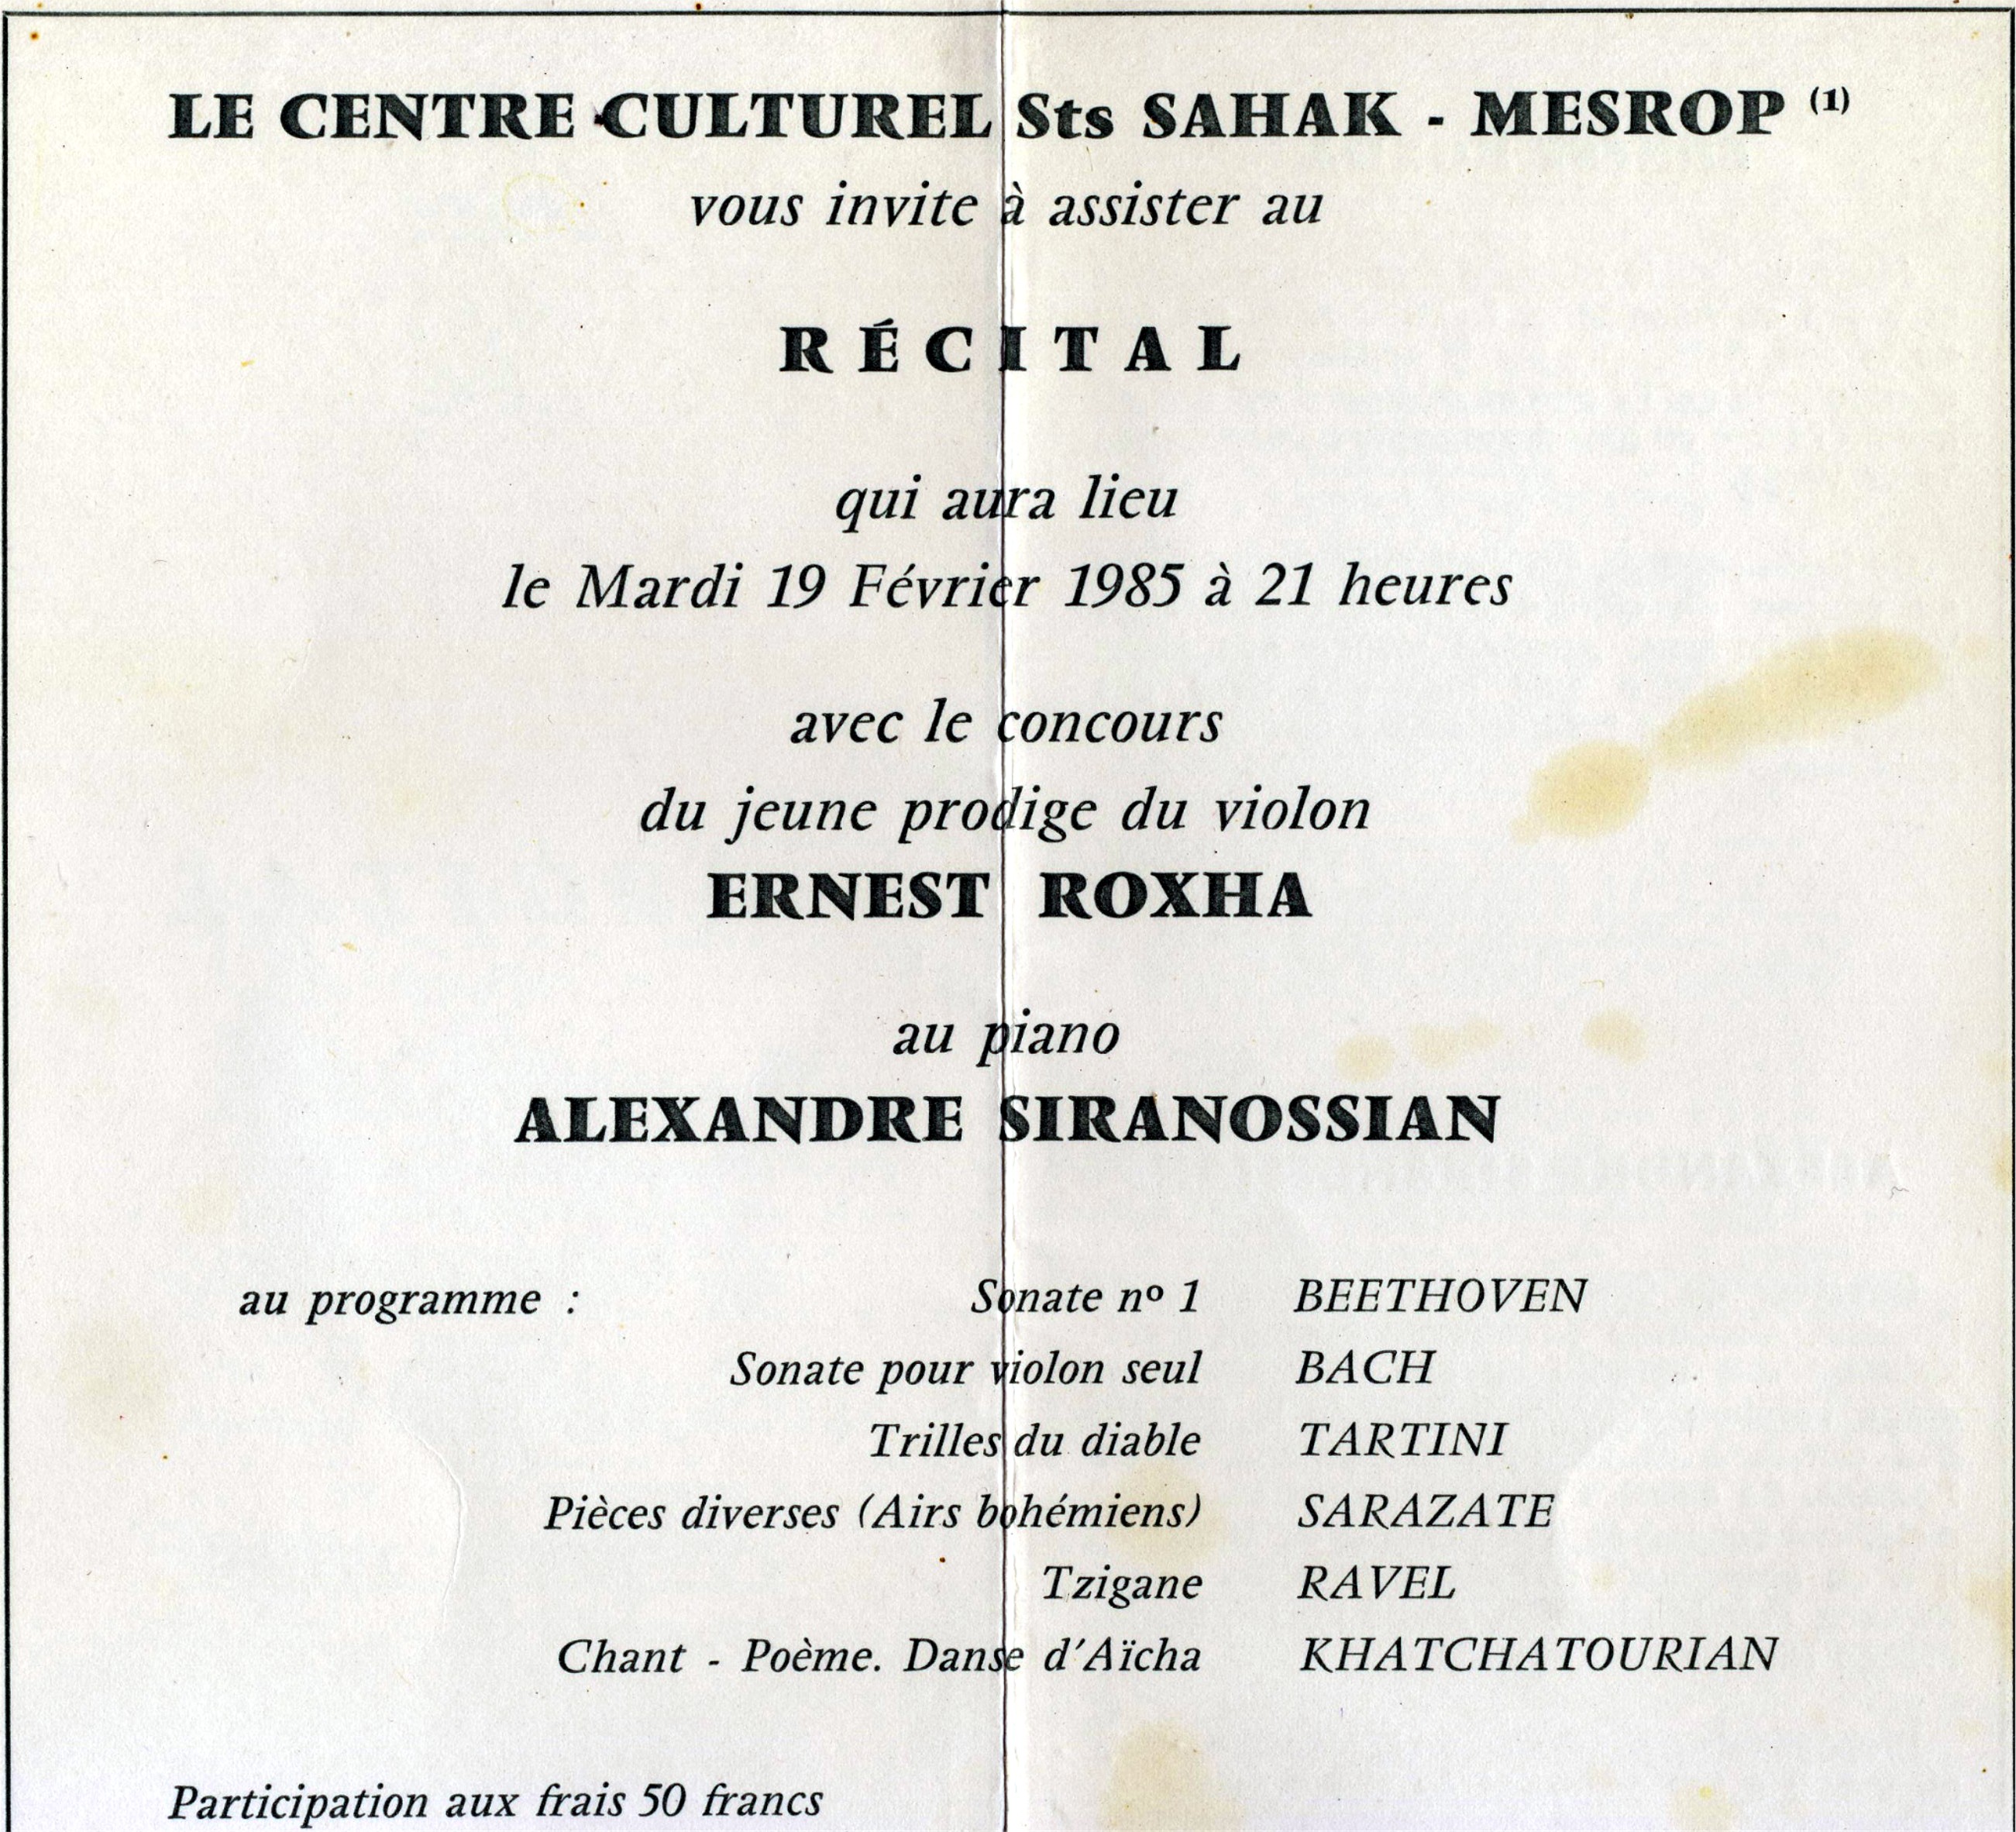 LE CENTRE CULTUREL Sts SAHAK - MESROP (1)
vous invite à assister au
RÉCITAL
qui aura lieu
le Mardi 19 Février 1985 à 21 heures
avec le concours
du jeune prodige du violon
ERNEST ROXHA
au piano
ALEXANDRE SIRANOSSIAN
au programme : Sonate nº 1 BEETHOVEN
Sonate pour violon seul BACH
Trilles du diable TARTINI
Pièces diverses (Airs bohémiens) SARAZATE
Tzigane RAVEL
Chant - Poème. Danse d'Aïcha KHATCHATOURIAN
Participation aux frais 50 francs